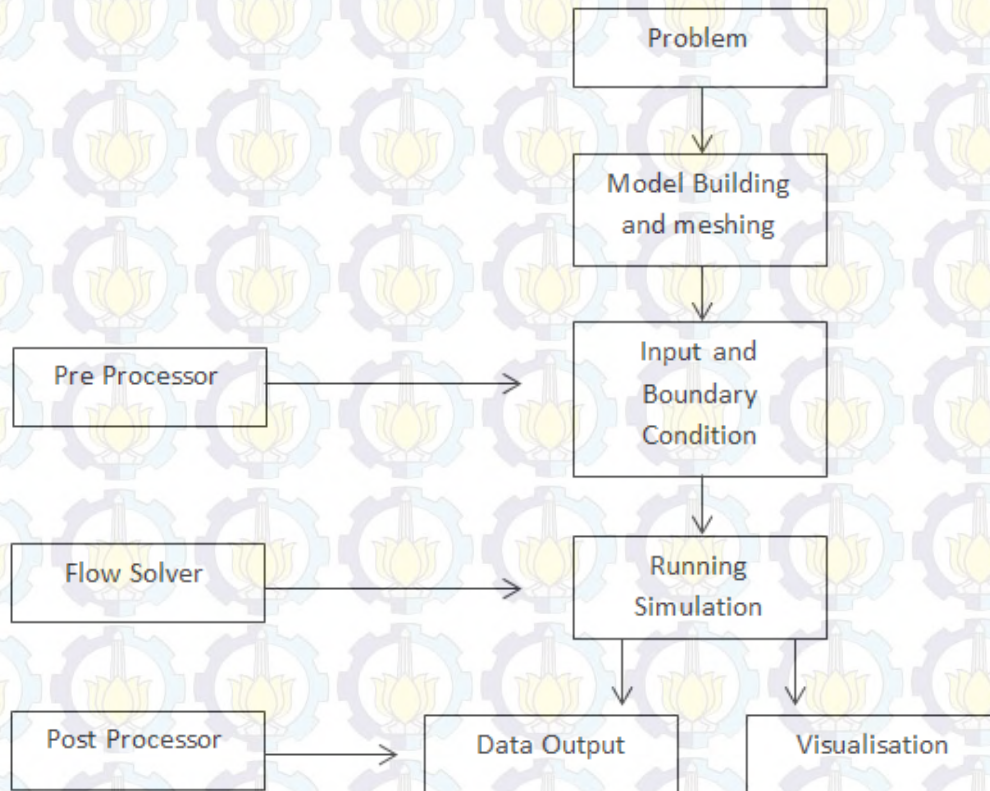 Problem
Model Building
and meshing
Pre Processor
Input and
Boundary
Condition
Flow Solver
Running
Simulation
Post Processor
Data Output
Visualisation